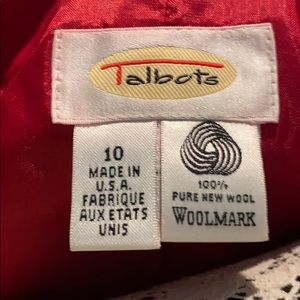 Talbots
10
MADE IN
U.S.A.
FABRIQUE
AUX ETATS
UNIS
100%
PURE NEW WOOL
WOOLMARK